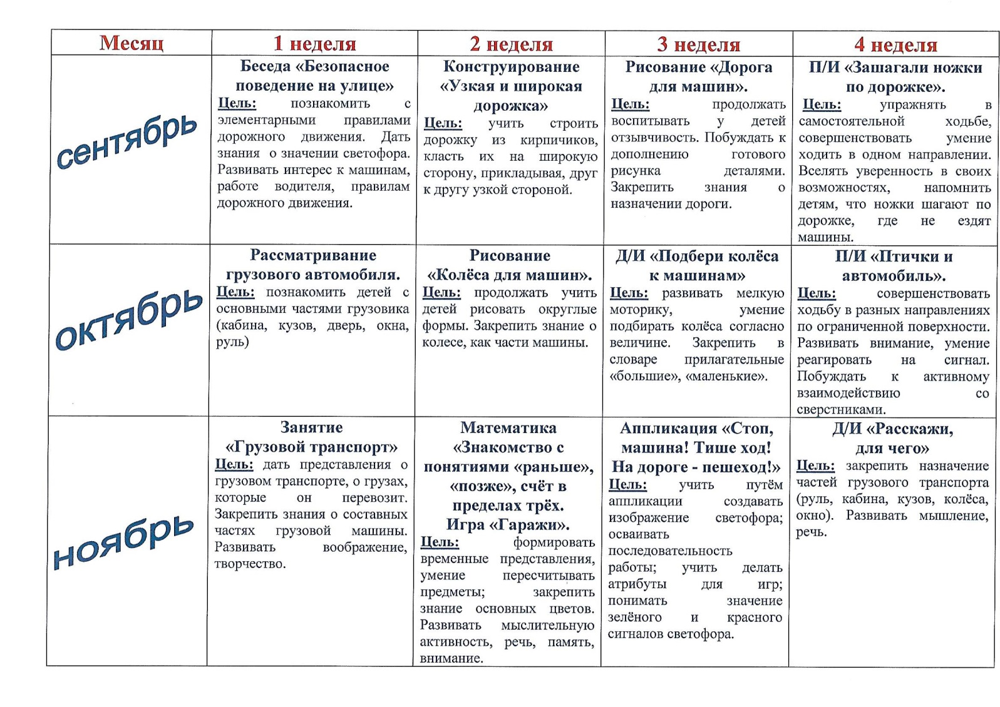 Месяц
1 неделя
2 неделя
3 неделя
4 неделя
сентябрь
Беседа «Безопасное
поведение на улице»
Цель: познакомить с
элементарными правилами
дорожного движения. Дать
знания о значении светофора.
Развивать интерес к машинам,
работе водителя, правилам
дорожного движения.
Конструирование
«Узкая и широкая
дорожка»
Цель: учить строить
дорожку из кирпичиков,
класть их на широкую
сторону, прикладывая, друг
к другу узкой стороной.
Рисование «Дорога
для машин».
Цель: продолжать
воспитывать у детей
отзывчивость. Побуждать к
дополнению готового
рисунка деталями.
Закрепить знания о
назначении дороги.
П/И «Зашагали ножки
по дорожке».
Цель: упражнять в
самостоятельной ходьбе,
совершенствовать умение
ходить в одном направлении.
Вселять уверенность в своих
возможностях, напомнить
детям, что ножки шагают по
дорожке, где не ездят
машины.
октябрь
Рассматривание
грузового автомобиля.
Цель: познакомить детей с
основными частями грузовика
(кабина, кузов, дверь, окна,
руль)
Рисование
«Колёса для машин».
Цель: продолжать учить
детей рисовать округлые
формы. Закрепить знание о
колесе, как части машины.
Д/И «Подбери колёса
к машинам»
Цель: развивать мелкую
моторику, умение
подбирать колёса согласно
величине. Закрепить в
словаре прилагательные
«большие», «маленькие».
П/И «Птички и
автомобиль».
Цель: совершенствовать
ходьбу в разных направлениях
по ограниченной поверхности.
Развивать внимание, умение
реагировать на сигнал.
Побуждать к активному
взаимодействию со
сверстниками.
ноябрь
Занятие
«Грузовой транспорт»
Цель: дать представления о
грузовом транспорте, о грузах,
которые он перевозит.
Закрепить знания о составных
частях грузовой машины.
Развивать воображение,
творчество.
Математика
«Знакомство с
понятиями «раньше»,
«позже», счёт в
пределах трёх.
Игра «Гаражи».
Цель: формировать
временные представления,
умение пересчитывать
предметы; закрепить
знание основных цветов.
Развивать мыслительную
активность, речь, память,
внимание.
Аппликация «Стоп,
машина! Тише ход!
На дороге - пешеход!»
Цель: учить путём
аппликации создавать
изображение светофора;
осваивать
последовательность
работы; учить делать
атрибуты для игр;
понимать значение
зелёного и красного
сигналов светофора.
Д/И «Расскажи,
для чего»
Цель: закрепить назначение
частей грузового транспорта
(руль, кабина, кузов, колёса,
окно). Развивать мышление,
речь.